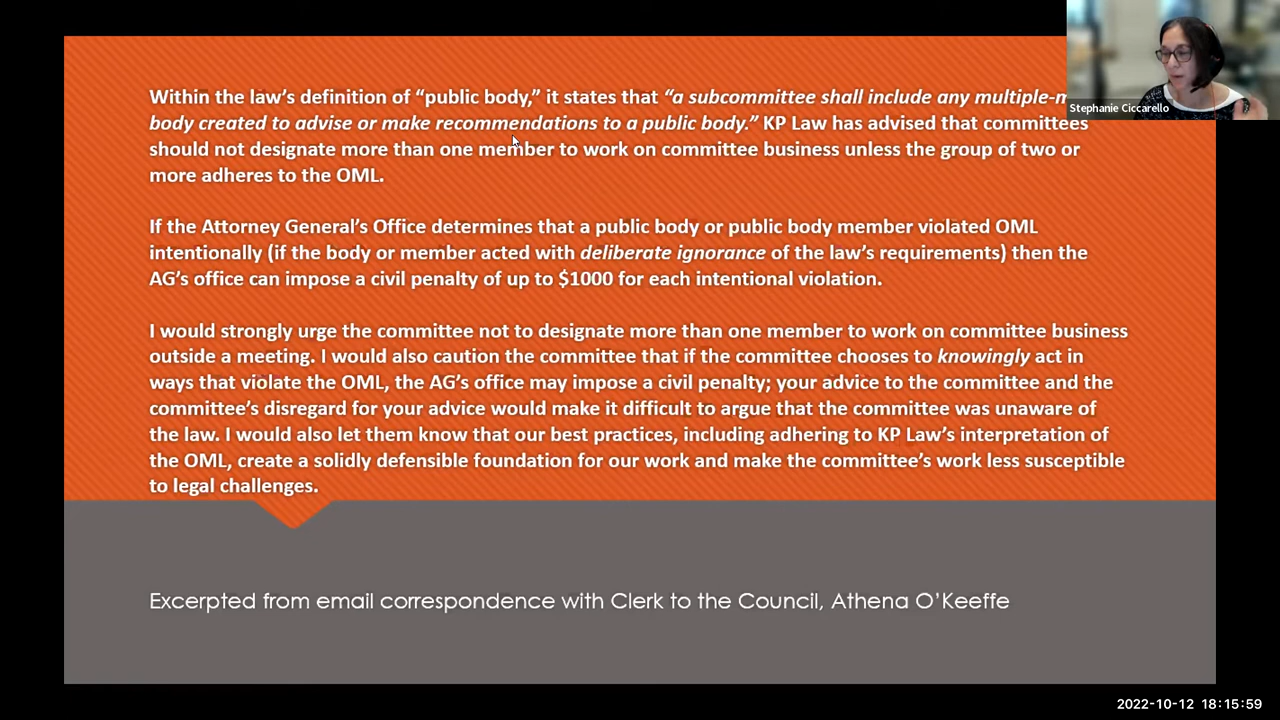 Within the law's definition of “public body,” it states that “a subcommittee shall include any multiple-m
body created to advise or make recommendations to a public body.” KP Law has advised that committees
should not designate more than one member to work on committee business unless the group of two or
more adheres to the OML.
If the Attorney General's Office determines that a public body or public body member violated OML
intentionally (if the body or member acted with deliberate ignorance of the law's requirements) then the
AG's office can impose a civil penalty of up to $1000 for each intentional violation.
I would strongly urge the committee not to designate more than one member to work on committee business
outside a meeting. I would also caution the committee that if the committee chooses to knowingly act in
ways that violate the OML, the AG's office may impose a civil penalty; your advice to the committee and the
committee's disregard for your advice would make it difficult to argue that the committee was unaware of
the law. I would also let them know that our best practices, including adhering to KP Law's interpretation of
the OML, create a solidly defensible foundation for our work and make the committee's work less susceptible
to legal challenges.
Excerpted from email correspondence with Clerk to the Council, Athena O'Keeffe
Stephanie Ciccarello
2022-10-12 18:15:59